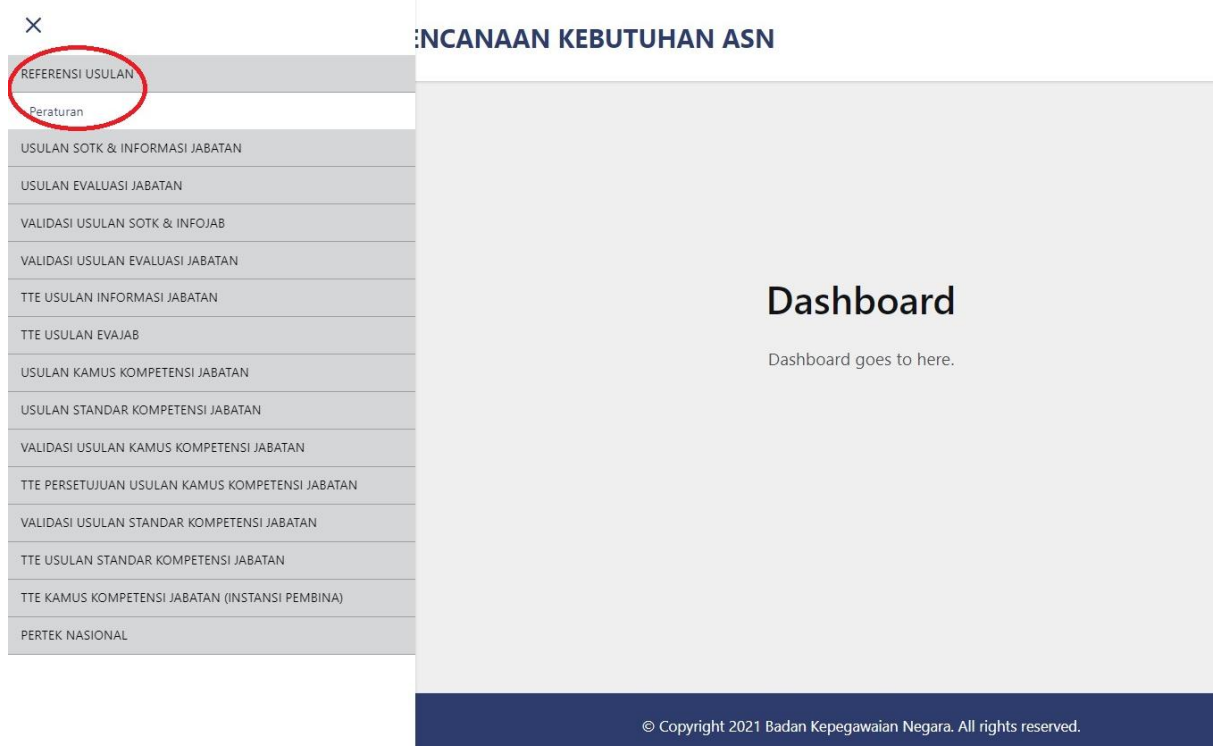 ENCANAAN KEBUTUHAN ASN
REFERENSI USULAN
Peraturan
USULAN SOTK & INFORMASI JABATAN
USULAN EVALUASI JABATAN
VALIDASI USULAN SOTK & INFOJAB
VALIDASI USULAN EVALUASI JABATAN
TTE USULAN INFORMASI JABATAN
TTE USULAN EVAJAB
USULAN KAMUS KOMPETENSI JABATAN
USULAN STANDAR KOMPETENSI JABATAN
VALIDASI USULAN KAMUS KOMPETENSI JABATAN
TTE PERSETUJUAN USULAN KAMUS KOMPETENSI JABATAN
VALIDASI USULAN STANDAR KOMPETENSI JABATAN
TTE USULAN STANDAR KOMPETENSI JABATAN
TTE KAMUS KOMPETENSI JABATAN (INSTANSI PEMBINA)
PERTEK NASIONAL
Dashboard
Dashboard goes to here.
© Copyright 2021 Badan Kepegawaian Negara. All rights reserved.